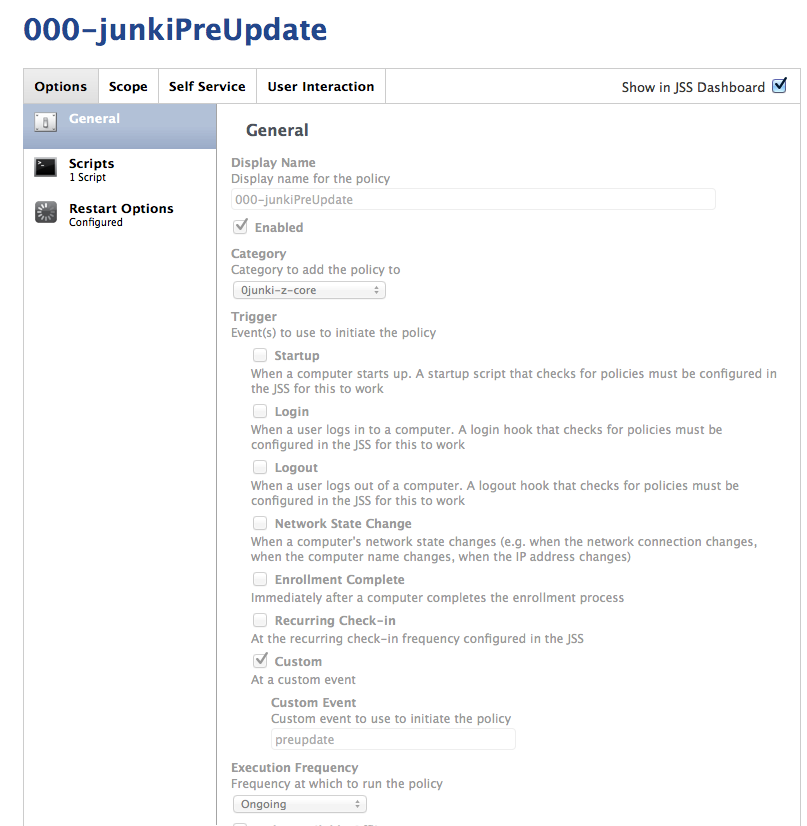 000-junkiPreUpdate
Options Scope Self Service User Interaction Show in JSS Dashboard
General
Scripts
1 Script
Restart Options
Configured
General
Display Name
Display name for the policy
000-junkiPreUpdate
Enabled
Category
Category to add the policy to
0junki-z-core
Trigger
Event(s) to use to initiate the policy
Startup
When a computer starts up. A startup script that checks for policies must be configured in
the JSS for this to work
Login
When a user logs in to a computer. A login hook that checks for policies must be
configured in the JSS for this to work
Logout
When a user logs out of a computer. A logout hook that checks for policies must be
configured in the JSS for this to work
Network State Change
When a computer's network state changes (e.g. when the network connection changes,
when the computer name changes, when the IP address changes)
Enrollment Complete
Immediately after a computer completes the enrollment process
Recurring Check-in
At the recurring check-in frequency configured in the JSS
Custom
At a custom event
Custom Event
Custom event to use to initiate the policy
preupdate
Execution Frequency
Frequency at which to run the policy
Ongoing